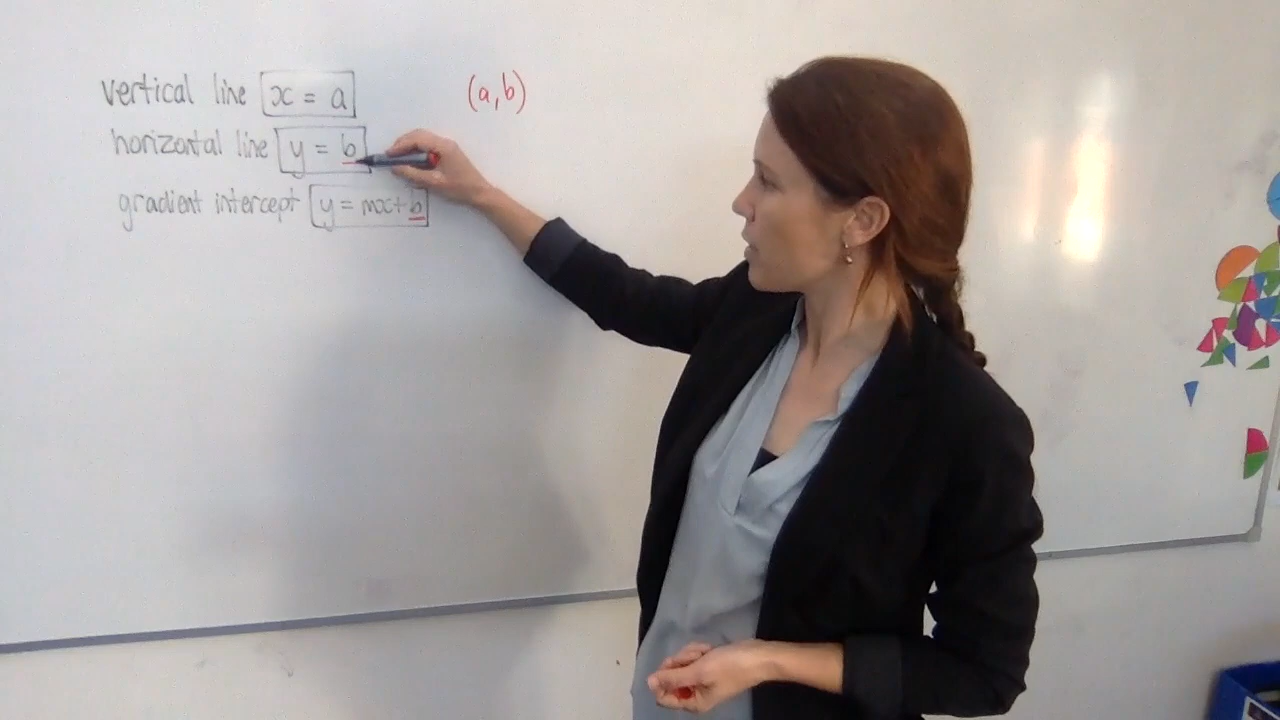 vertical line x = a (a,b)
horizontal line y = b
gradient intercept y = mx+b